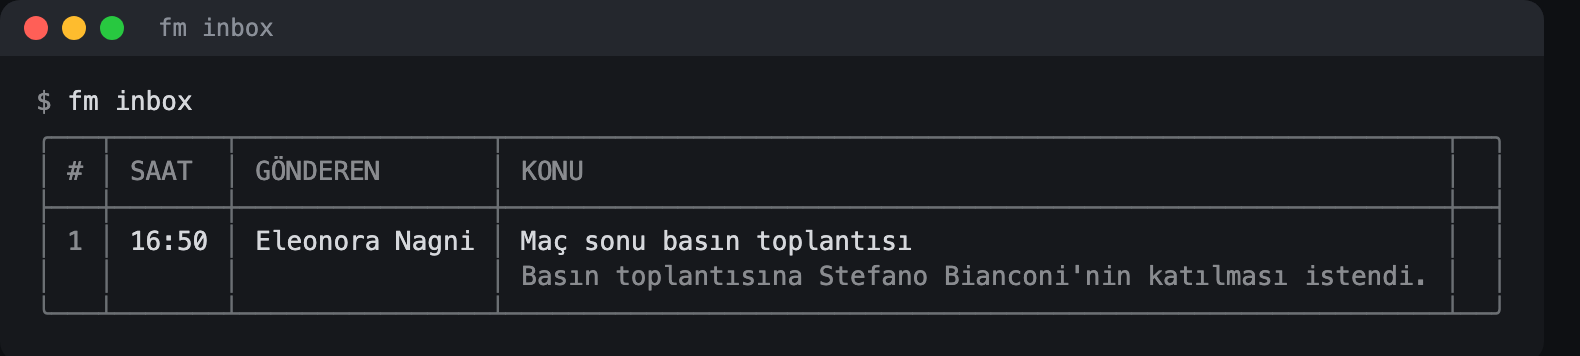 fm inbox
$ fm inbox
# SAAT GÖNDEREN KONU
1 16:50 Eleonora Nagni Maç sonu basın toplantısı
Basın toplantısına Stefano Bianconi'nin katılması istendi.